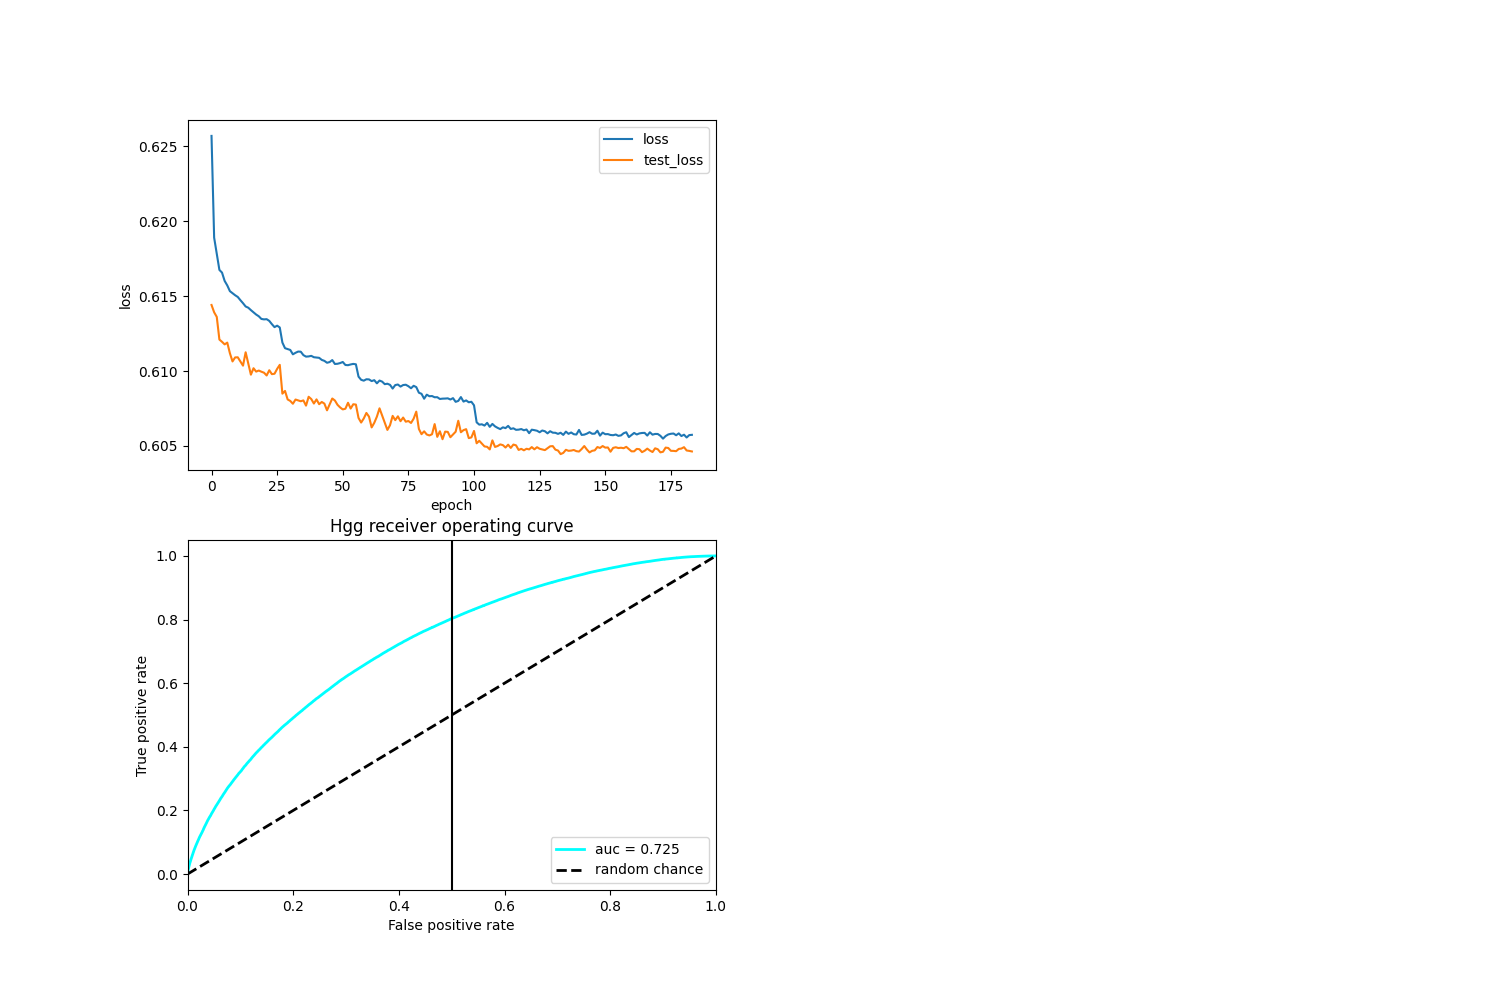 loss
test_loss
0.625
0.620
0.615
0.610
0.605
loss
0 25 50 75 100 125 150 175
epoch
Hgg receiver operating curve
1.0
0.8
0.6
0.4
0.2
0.0
True positive rate
auc = 0.725
random chance
0.0 0.2 0.4 0.6 0.8 1.0
False positive rate